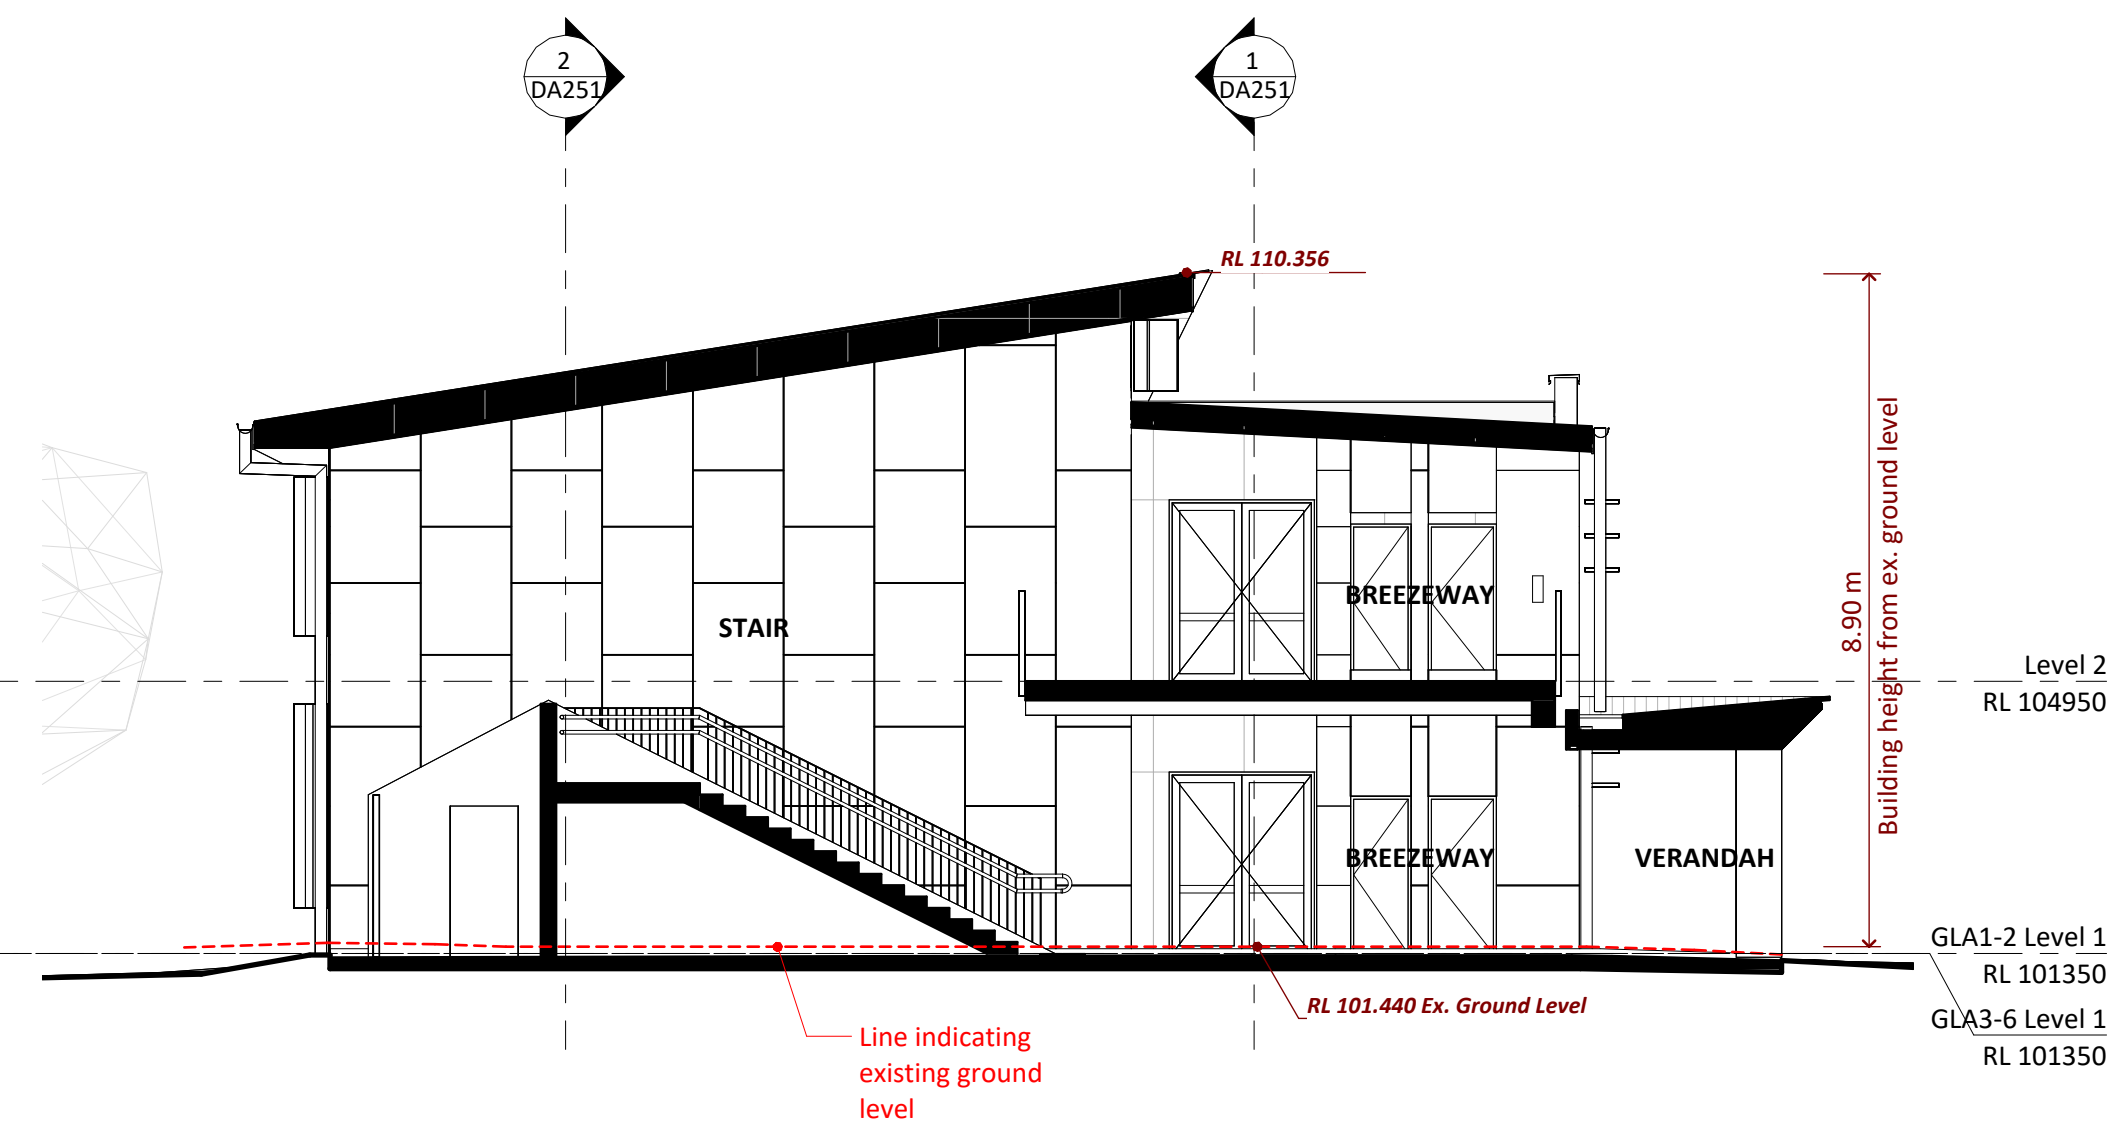 2
DA251
1
DA251
RL 110.356
8.90 m
Building height from ex. ground level
BREEZEWAY
STAIR
Level 2
RL 104950
BREEZEWAY
VERANDAH
GLA1-2 Level 1
RL 101350
RL 101.440 Ex. Ground Level
GLA3-6 Level 1
RL 101350
Line indicating
existing ground
level